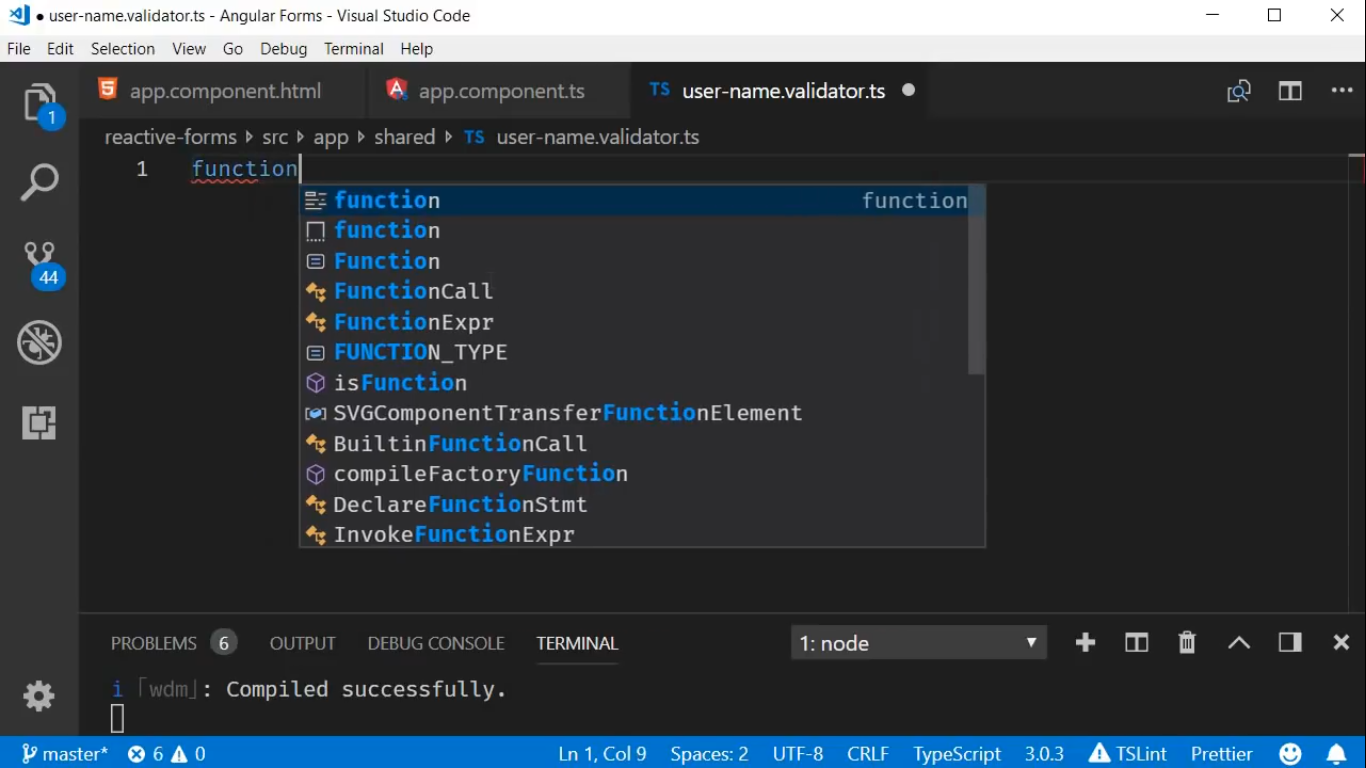 ● user-name.validator.ts - Angular Forms - Visual Studio Code
File Edit Selection View Go Debug Terminal Help
app.component.html app.component.ts TS user-name.validator.ts ●
1
reactive-forms src app shared TS user-name.validator.ts
1 function
function function
function
Function
FunctionCall
FunctionExpr
FUNCTION_TYPE
isFunction
SVGComponentTransferFunctionElement
BuiltinFunctionCall
compileFactoryFunction
DeclareFunctionStmt
InvokeFunctionExpr
44
PROBLEMS 6 OUTPUT DEBUG CONSOLE TERMINAL 1: node
i ｢wdm｣: Compiled successfully.
master* 6 0 Ln 1, Col 9 Spaces: 2 UTF-8 CRLF TypeScript 3.0.3 TSLint Prettier